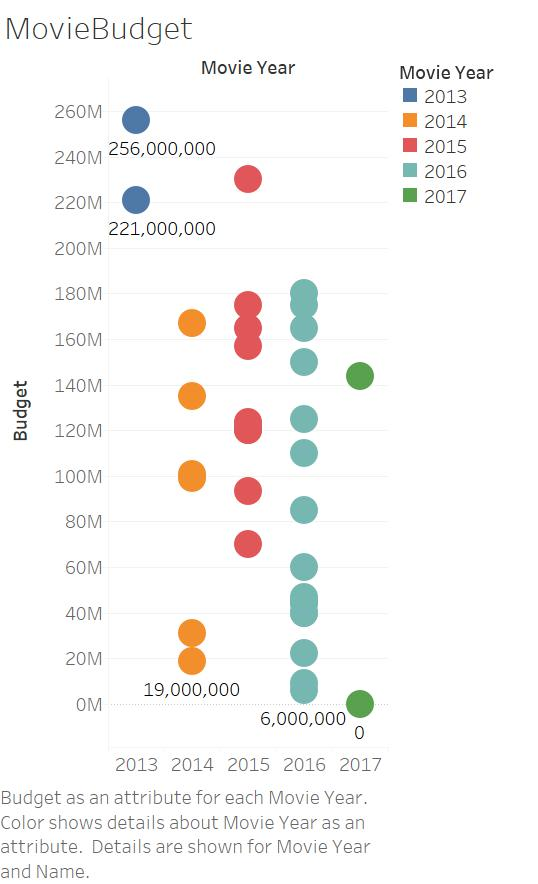 MovieBudget
Movie Year
Movie Year
2013
2014
2015
2016
2017
Budget
260M
240M
220M
200M
180M
160M
140M
120M
100M
80M
60M
40M
20M
0M
256,000,000
221,000,000
19,000,000
6,000,000
0
2013 2014 2015 2016 2017
Budget as an attribute for each Movie Year.
Color shows details about Movie Year as an
attribute.  Details are shown for Movie Year
and Name.